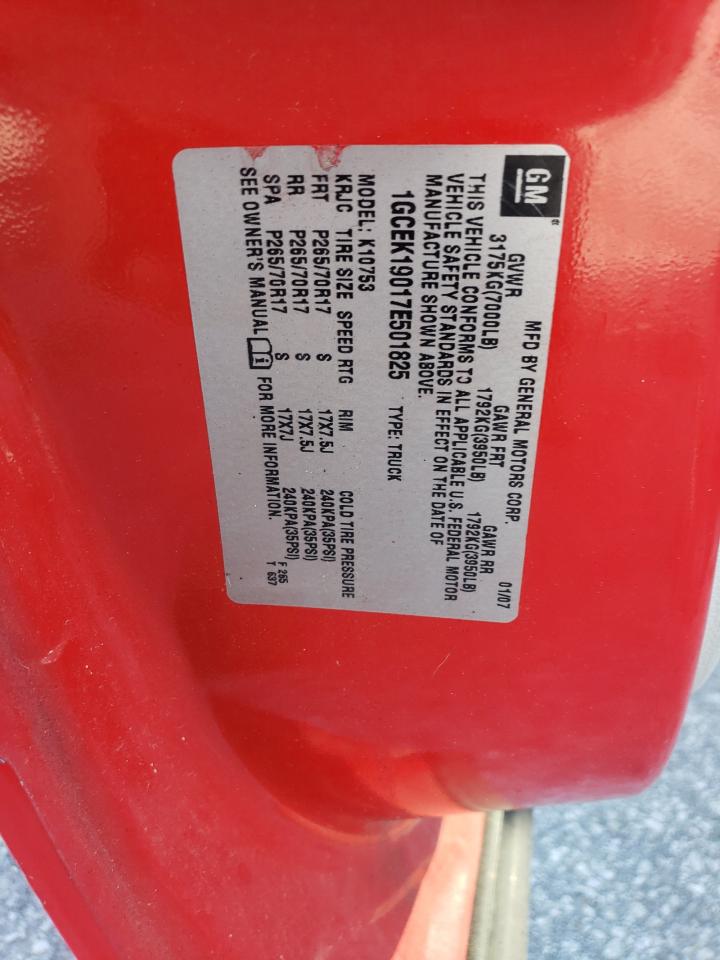 GM
MFD BY GENERAL MOTORS CORP. 01/07
GVWR GAWR FRT GAWR RR
3175KG(7000LB) 1792KG(3950LB) 1792KG(3950LB)
THIS VEHICLE CONFORMS TO ALL APPLICABLE U.S. FEDERAL MOTOR
VEHICLE SAFETY STANDARDS IN EFFECT ON THE DATE OF
MANUFACTURE SHOWN ABOVE.
1GCEK19017E501825 TYPE: TRUCK
MODEL: K10753
KRJC TIRE SIZE SPEED RTG RIM COLD TIRE PRESSURE
FRT P265/70R17 S 17X7.5J 240KPA(35PSI)
RR P265/70R17 S 17X7.5J 240KPA(35PSI)
SPA P265/70R17 S 17X7J 240KPA(35PSI)
SEE OWNER'S MANUAL i FOR MORE INFORMATION.
F 265
T 637